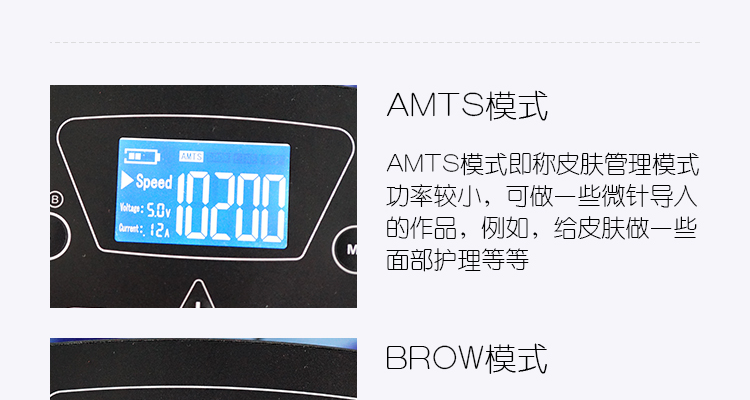 AMTS模式
AMTS模式即称皮肤管理模式
功率较小，可做一些微针导入
的作品，例如，给皮肤做一些
面部护理等等
AMTS
Speed 10200
Voltage: 5.0v
Current: .12A
B
M
BROW模式